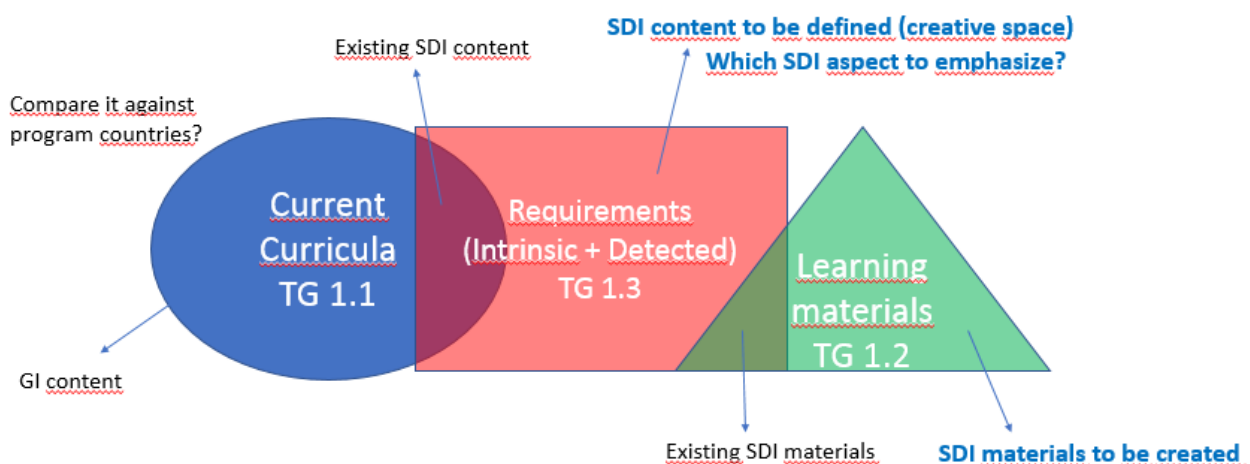 SDI content to be defined (creative space)
Which SDI aspect to emphasize?
Existing SDI content
Compare it against
program countries?
Current
Curricula
TG 1.1
Requirements
(Intrinsic + Detected)
TG 1.3
Learning
materials
TG 1.2
GI content
Existing SDI materials
SDI materials to be created